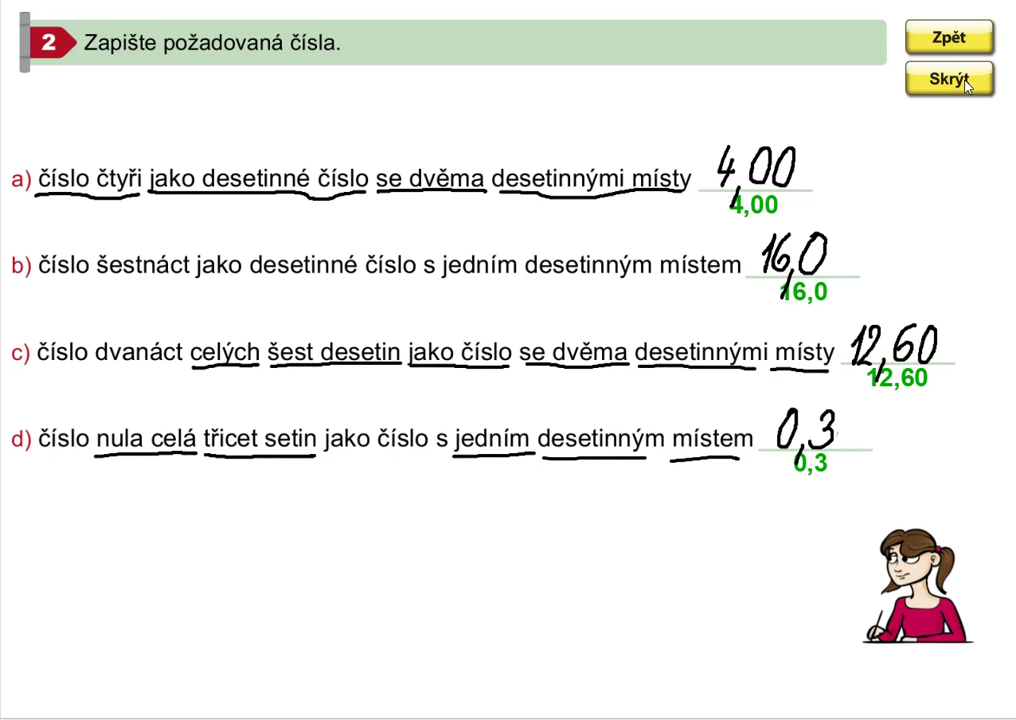 2 Zapište požadovaná čísla.
Zpět
Skrýt
a) číslo čtyři jako desetinné číslo se dvěma desetinnými místy 4,00
4,00
b) číslo šestnáct jako desetinné číslo s jedním desetinným místem 16,0
16,0
c) číslo dvanáct celých šest desetin jako číslo se dvěma desetinnými místy 12,60
12,60
d) číslo nula celá třicet setin jako číslo s jedním desetinným místem 0,3
0,3